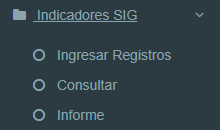 Indicadores SIG
Ingresar Registros
Consultar
Informe